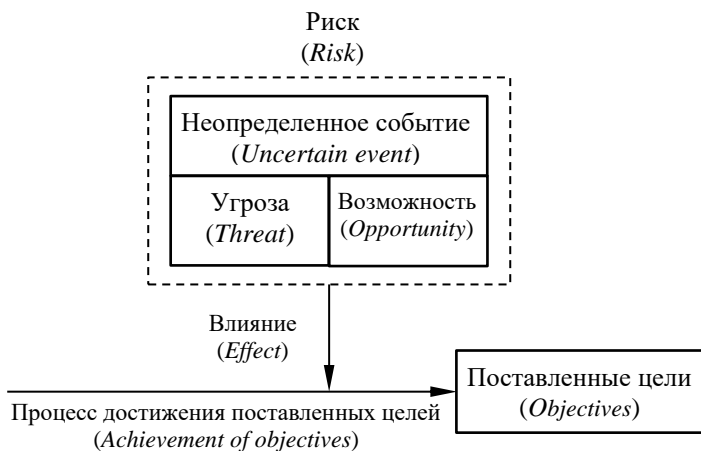 Риск
(Risk)
Неопределенное событие
(Uncertain event)
Угроза
(Threat)
Возможность
(Opportunity)
Влияние
(Effect)
Поставленные цели
(Objectives)
Процесс достижения поставленных целей
(Achievement of objectives)